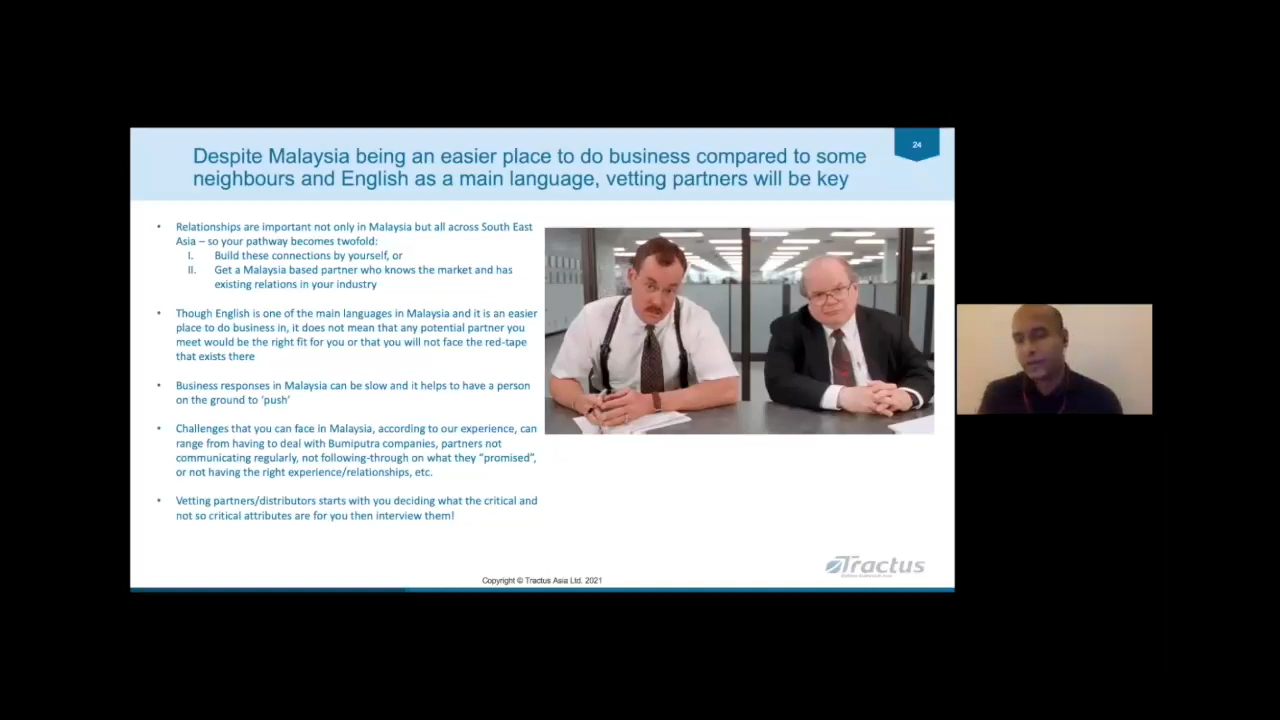 Despite Malaysia being an easier place to do business compared to some
neighbours and English as a main language, vetting partners will be key
24
• Relationships are important not only in Malaysia but all across South East
Asia – so your pathway becomes twofold:
I. Build these connections by yourself, or
II. Get a Malaysia based partner who knows the market and has
existing relations in your industry
• Though English is one of the main languages in Malaysia and it is an easier
place to do business in, it does not mean that any potential partner you
meet would be the right fit for you or that you will not face the red-tape
that exists there
• Business responses in Malaysia can be slow and it helps to have a person
on the ground to ‘push’
• Challenges that you can face in Malaysia, according to our experience, can
range from having to deal with Bumiputra companies, partners not
communicating regularly, not following-through on what they “promised”,
or not having the right experience/relationships, etc.
• Vetting partners/distributors starts with you deciding what the critical and
not so critical attributes are for you then interview them!
Tractus
Copyright © Tractus Asia Ltd. 2021